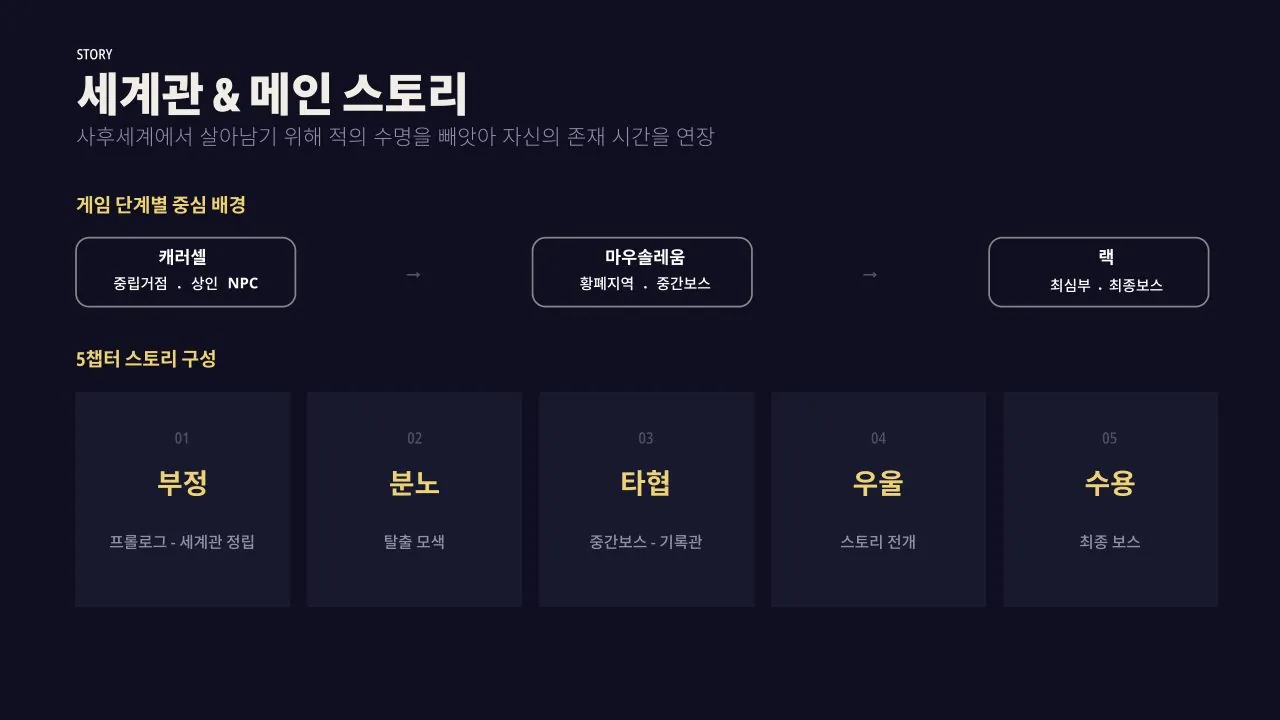 STORY
세계관 & 메인 스토리
사후세계에서 살아남기 위해 적의 수명을 빼앗아 자신의 존재 시간을 연장
게임 단계별 중심 배경
캐러셀
중립거점 . 상인 NPC
→
마우솔레움
황폐지역 . 중간보스
→
랙
최심부 . 최종보스
5챕터 스토리 구성
01
부정
프롤로그 - 세계관 정립
02
분노
탈출 모색
03
타협
중간보스 - 기록관
04
우울
스토리 전개
05
수용
최종 보스